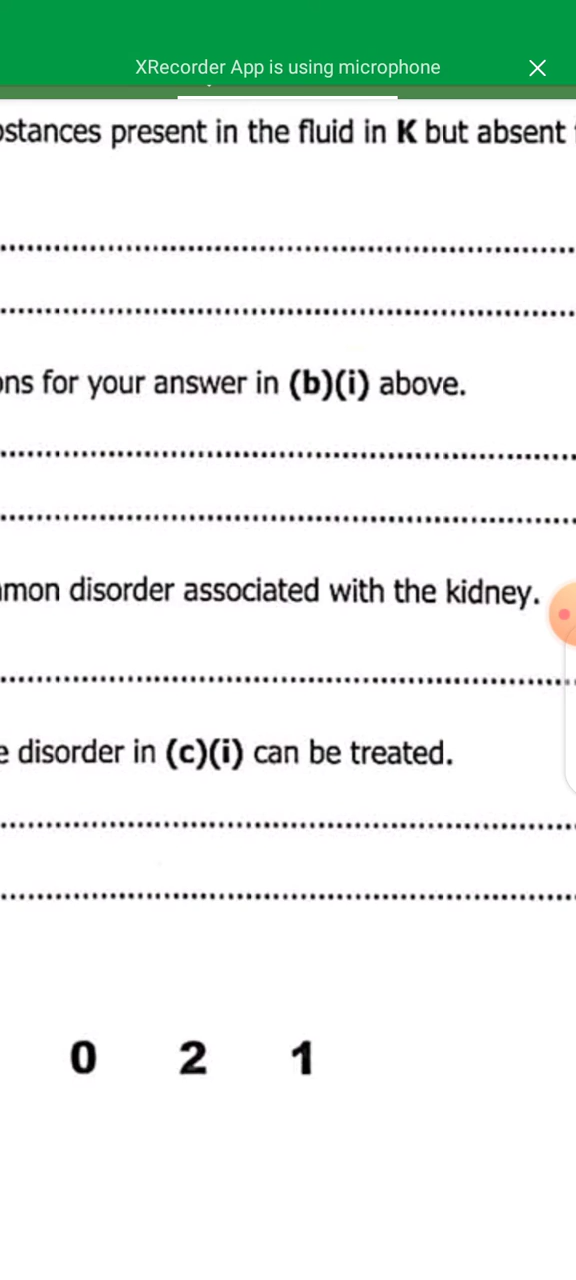 XRecorder App is using microphone
stances present in the fluid in K but absent
ns for your answer in (b)(i) above.
mon disorder associated with the kidney.
e disorder in (c)(i) can be treated.
0 2 1